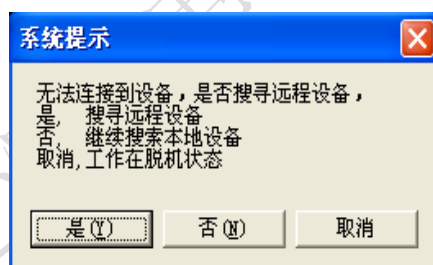 系统提示
无法连接到设备，是否搜寻远程设备，
是, 搜寻远程设备
否, 继续搜索本地设备
取消,工作在脱机状态
是(Y) 否(N) 取消